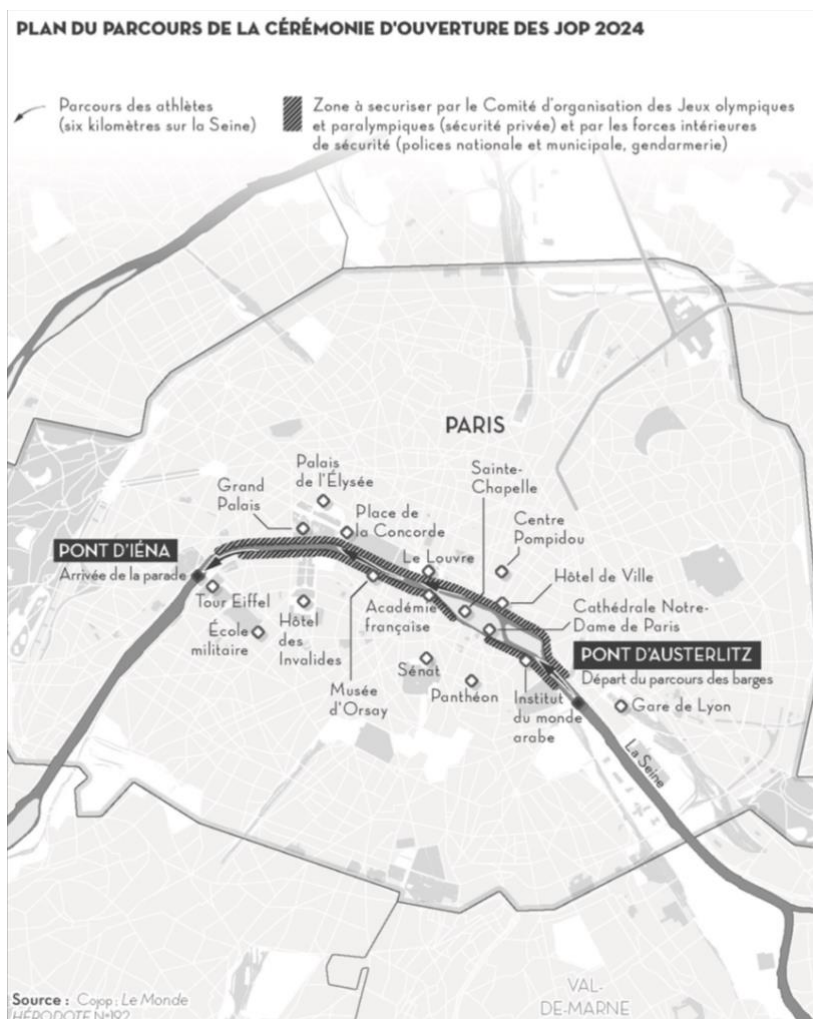 PLAN DU PARCOURS DE LA CÉRÉMONIE D'OUVERTURE DES JOP 2024
Parcours des athlètes
(six kilomètres sur la Seine)
Zone à securiser par le Comité d'organisation des Jeux olympiques
et paralympiques (sécurité privée) et par les forces intérieures
de sécurité (polices nationale et municipale, gendarmerie)
PARIS
Palais
de l'Élysée
Sainte-
Chapelle
Grand
Palais
Place de
la Concorde
Centre
Pompidou
PONT D'IÉNA
Arrivée de la parade
Le Louvre
Hôtel de Ville
Tour Eiffel
Académie
française
Cathédrale Notre-
Dame de Paris
École
militaire
Hôtel
des
Invalides
PONT D'AUSTERLITZ
Départ du parcours des barges
Sénat
Musée
d'Orsay
Panthéon
Institut
du monde
arabe
Gare de Lyon
La Seine
Source : Cojop; Le Monde
HÉRODOTE N°192
VAL-
DE-MARNE